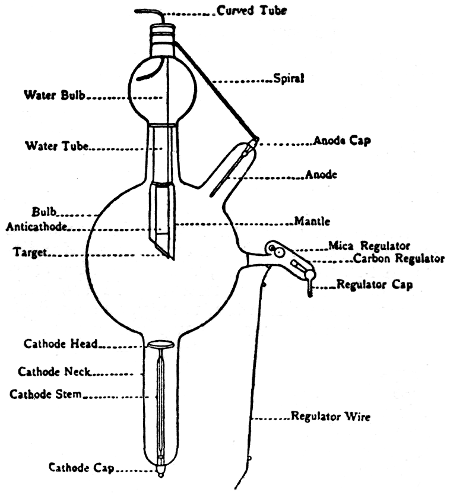 Curved Tube
Spiral
Water Bulb
Water Tube
Anode Cap
Anode
Bulb
Mantle
Anticathode
Target
Mica Regulator
Carbon Regulator
Regulator Cap
Cathode Head
Cathode Neck
Cathode Stem
Regulator Wire
Cathode Cap